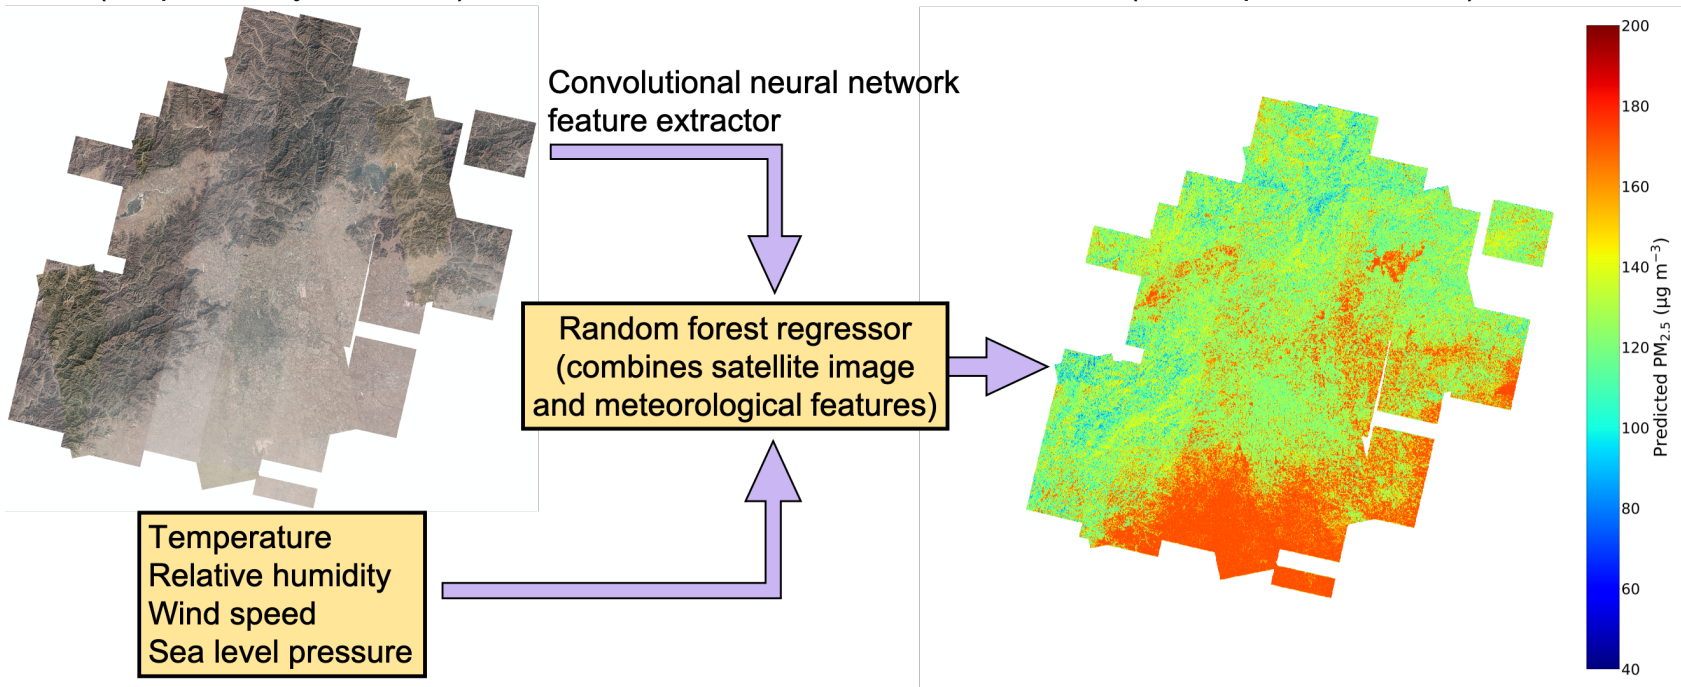 Convolutional neural network
feature extractor
Random forest regressor
(combines satellite image
and meteorological features)
Temperature
Relative humidity
Wind speed
Sea level pressure
200
180
160
140
120
100
80
60
40
Predicted PM2.5 (μg m−3)